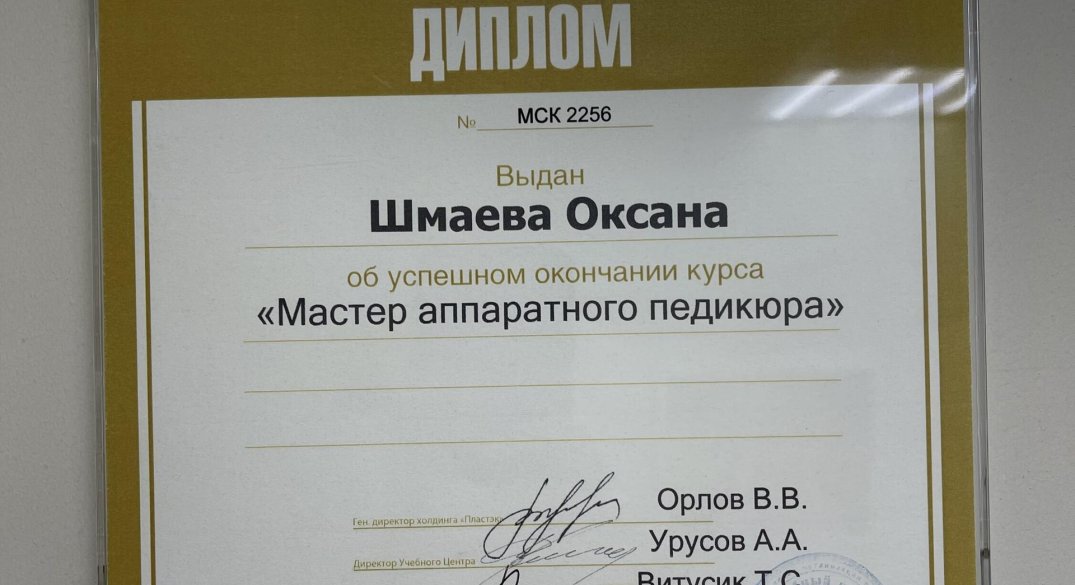 ДИПЛОМ
№ МСК 2256
Выдан
Шмаева Оксана
об успешном окончании курса
«Мастер аппаратного педикюра»
Ген. директор холдинга «Пластэк» Орлов В.В.
Директор Учебного Центра Урусов А.А.
Витусик Т.С.